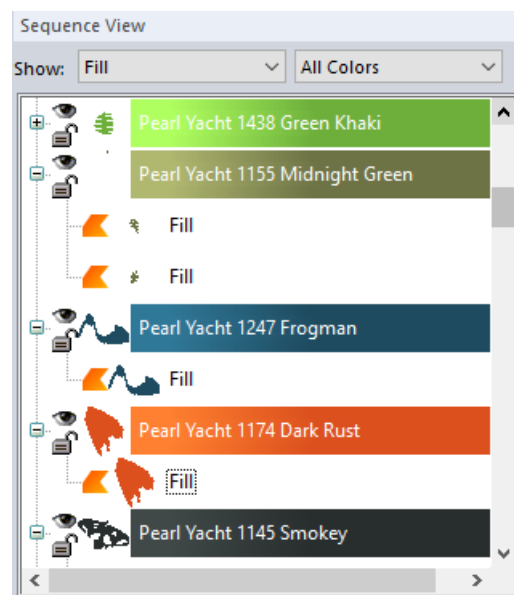 Sequence View
Show: Fill All Colors
Pearl Yacht 1438 Green Khaki
Pearl Yacht 1155 Midnight Green
Fill
Fill
Pearl Yacht 1247 Frogman
Fill
Pearl Yacht 1174 Dark Rust
Fill
Pearl Yacht 1145 Smokey